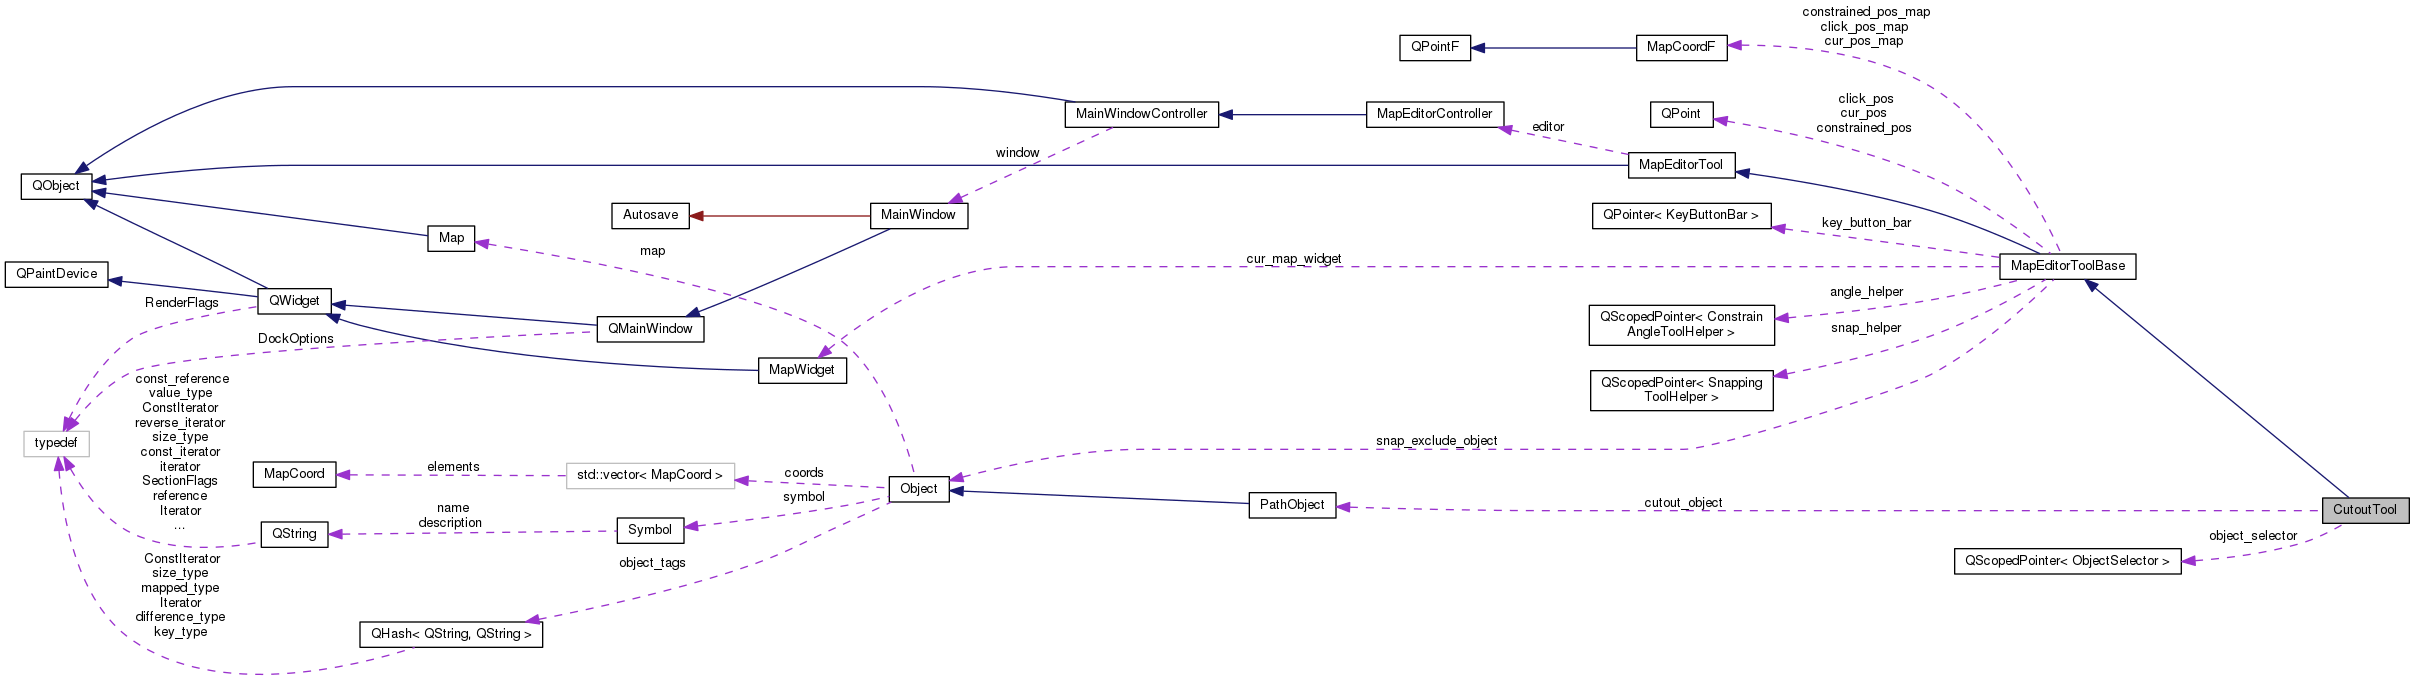 constrained_pos_map
click_pos_map
cur_pos_map
QPointF
MapCoordF
click_pos
cur_pos
constrained_pos
MainWindowController
MapEditorController
QPoint
editor
window
MapEditorTool
QObject
Autosave
MainWindow
QPointer< KeyButtonBar >
key_button_bar
Map
map
cur_map_widget
MapEditorToolBase
QPaintDevice
QWidget
RenderFlags
angle_helper
QScopedPointer< Constrain
AngleToolHelper >
QMainWindow
DockOptions
snap_helper
MapWidget
QScopedPointer< Snapping
ToolHelper >
const_reference
value_type
ConstIterator
reverse_iterator
size_type
const_iterator
iterator
SectionFlags
reference
Iterator
...
typedef
snap_exclude_object
MapCoord
elements
std::vector< MapCoord >
coords
Object
symbol
PathObject
cutout_object
CutoutTool
name
description
QString
Symbol
object_selector
QScopedPointer< ObjectSelector >
object_tags
ConstIterator
size_type
mapped_type
Iterator
difference_type
key_type
QHash< QString, QString >